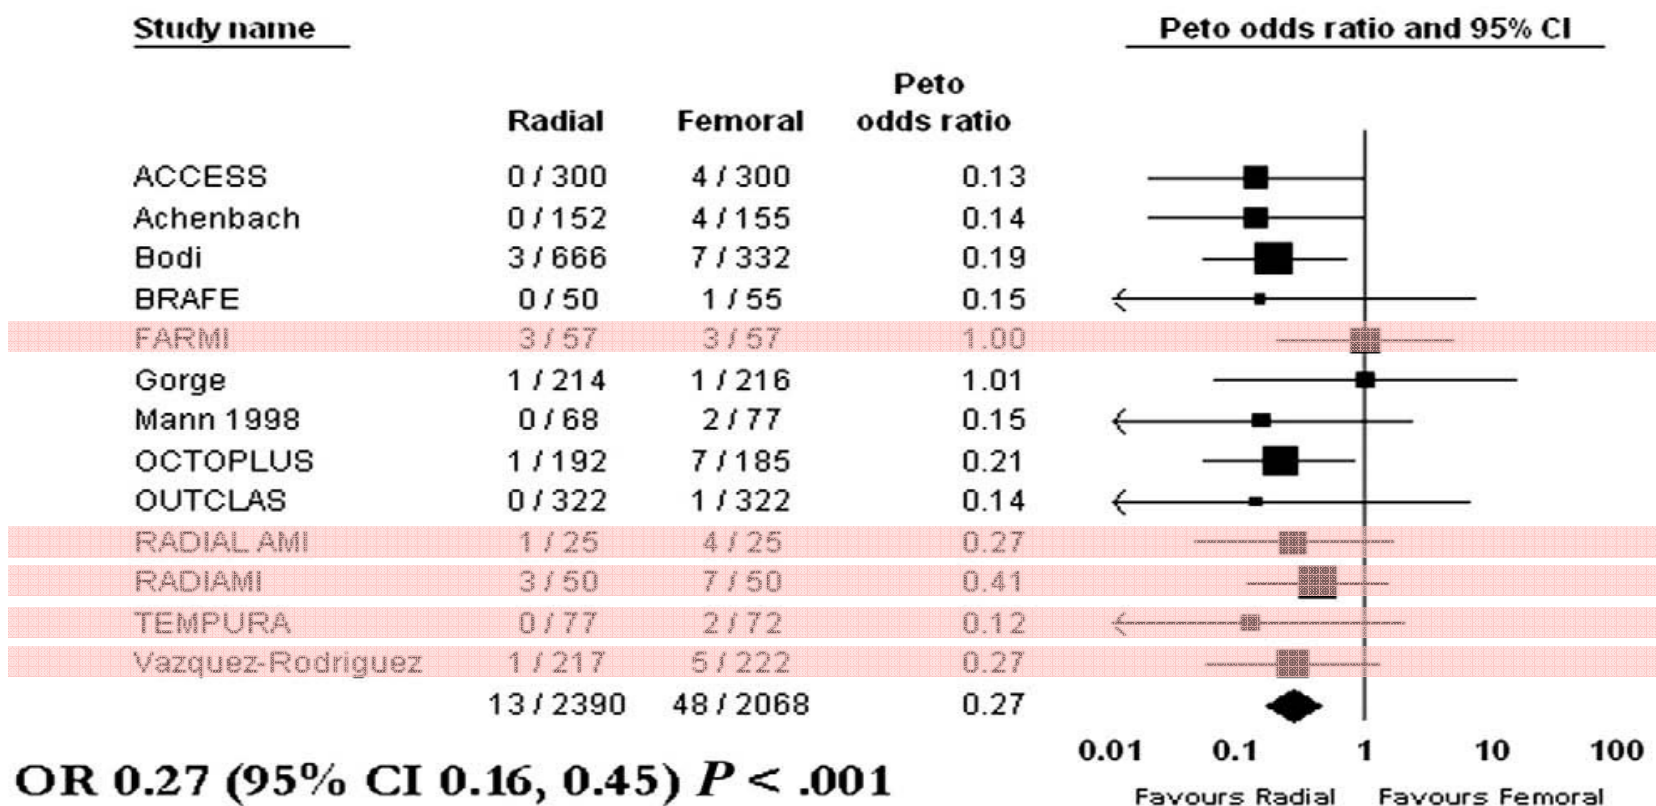 Study name Peto odds ratio and 95% CI
Peto
Radial Femoral odds ratio
ACCESS 0 / 300 4 / 300 0.13
Achenbach 0 / 152 4 / 155 0.14
Bodi 3 / 666 7 / 332 0.19
BRAFE 0 / 50 1 / 55 0.15
FARMI 3 / 57 3 / 57 1.00
Gorge 1 / 214 1 / 216 1.01
Mann 1998 0 / 68 2 / 77 0.15
OCTOPLUS 1 / 192 7 / 185 0.21
OUTCLAS 0 / 322 1 / 322 0.14
RADIAL AMI 1 / 25 4 / 25 0.27
RADIAMI 3 / 50 7 / 50 0.41
TEMPURA 0 / 77 2 / 72 0.12
Vazquez-Rodriguez 1 / 217 5 / 222 0.27
13 / 2390 48 / 2068 0.27
0.01 0.1 1 10 100
Favours Radial Favours Femoral
OR 0.27 (95% CI 0.16, 0.45) P < .001